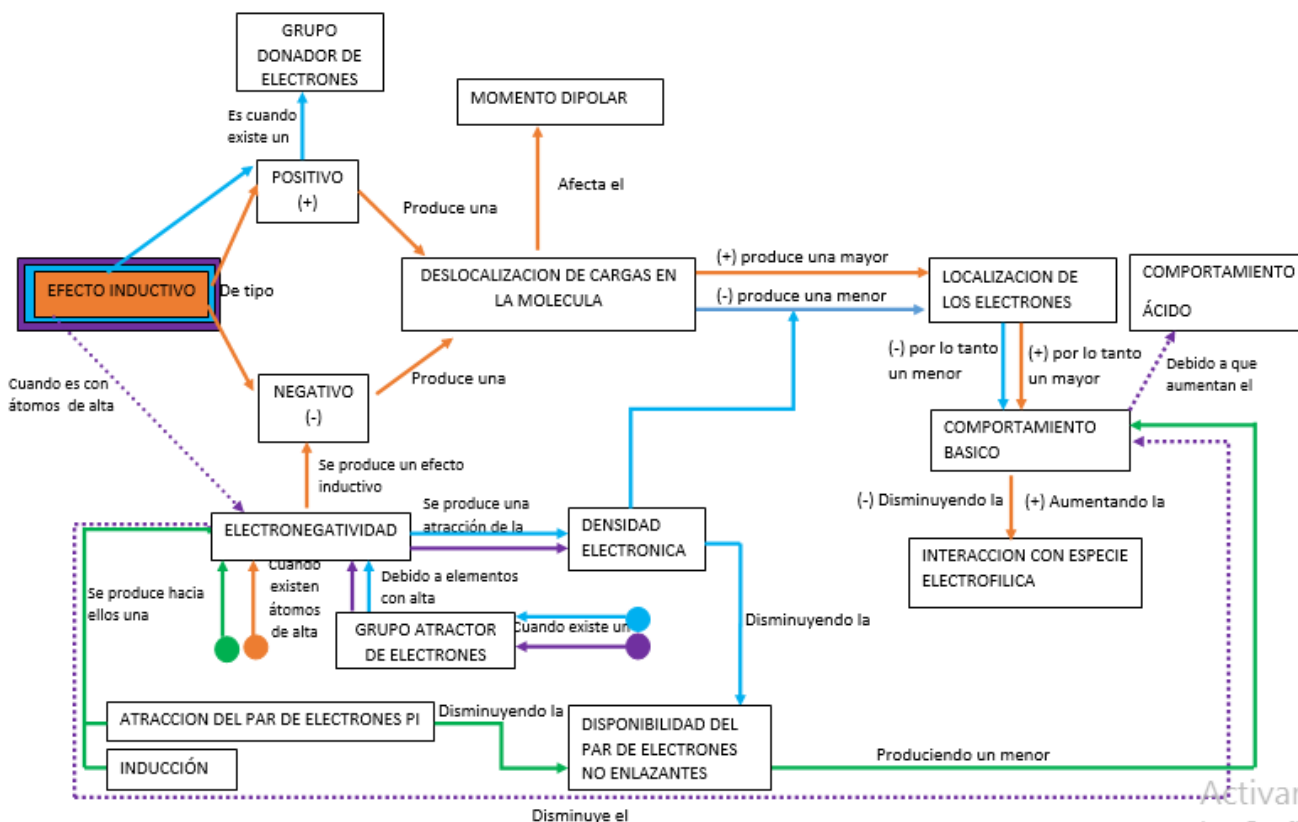 GRUPO
DONADOR DE
ELECTRONES
MOMENTO DIPOLAR
Es cuando
existe un
POSITIVO
(+)
Afecta el
Produce una
EFECTO INDUCTIVO
De tipo
DESLOCALIZACION DE CARGAS EN
LA MOLECULA
(+) produce una mayor
(-) produce una menor
LOCALIZACION DE
LOS ELECTRONES
COMPORTAMIENTO
ÁCIDO
(-) por lo tanto
un menor
(+) por lo tanto
un mayor
Debido a que
aumentan el
Cuando es con
átomos de alta
NEGATIVO
(-)
Produce una
COMPORTAMIENTO
BASICO
Se produce un efecto
inductivo
(-) Disminuyendo la
(+) Aumentando la
ELECTRONEGATIVIDAD
Se produce una
atracción de la
DENSIDAD
ELECTRONICA
INTERACCION CON ESPECIE
ELECTROFILICA
Se produce hacia
ellos una
Cuando
existen
átomos
de alta
Debido a elementos
con alta
GRUPO ATRACTOR
DE ELECTRONES
Cuando existe un
Disminuyendo la
ATRACCION DEL PAR DE ELECTRONES PI
Disminuyendo la
DISPONIBILIDAD DEL
PAR DE ELECTRONES
NO ENLAZANTES
Produciendo un menor
INDUCCIÓN
Disminuye el
Activar